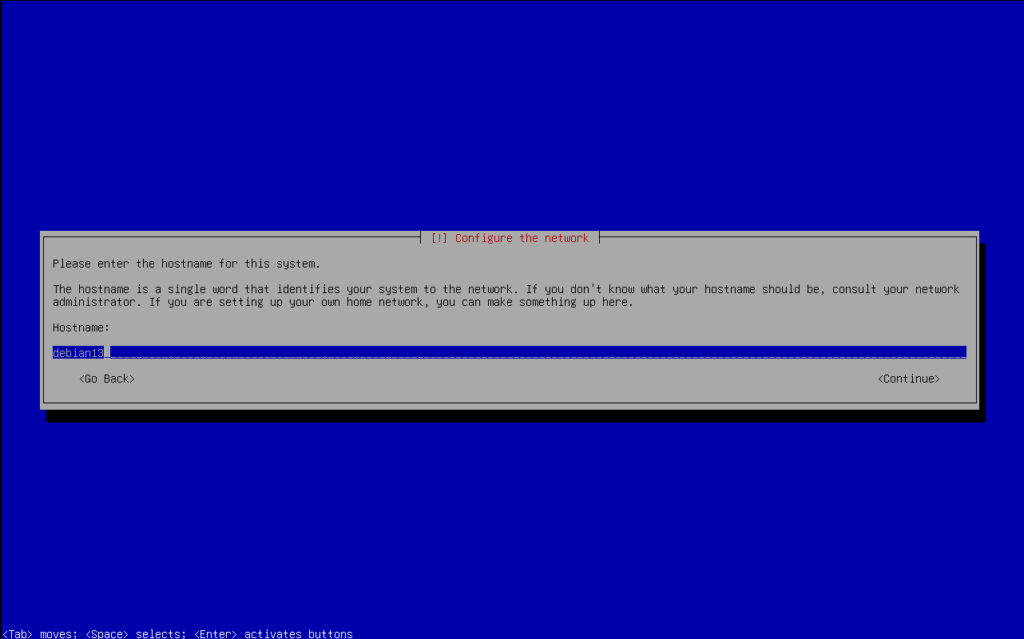 [!] Configure the network
Please enter the hostname for this system.
The hostname is a single word that identifies your system to the network. If you don't know what your hostname should be, consult your network
administrator. If you are setting up your own home network, you can make something up here.
Hostname:
debian13
<Go Back> <Continue>
<Tab> moves; <Space> selects; <Enter> activates buttons